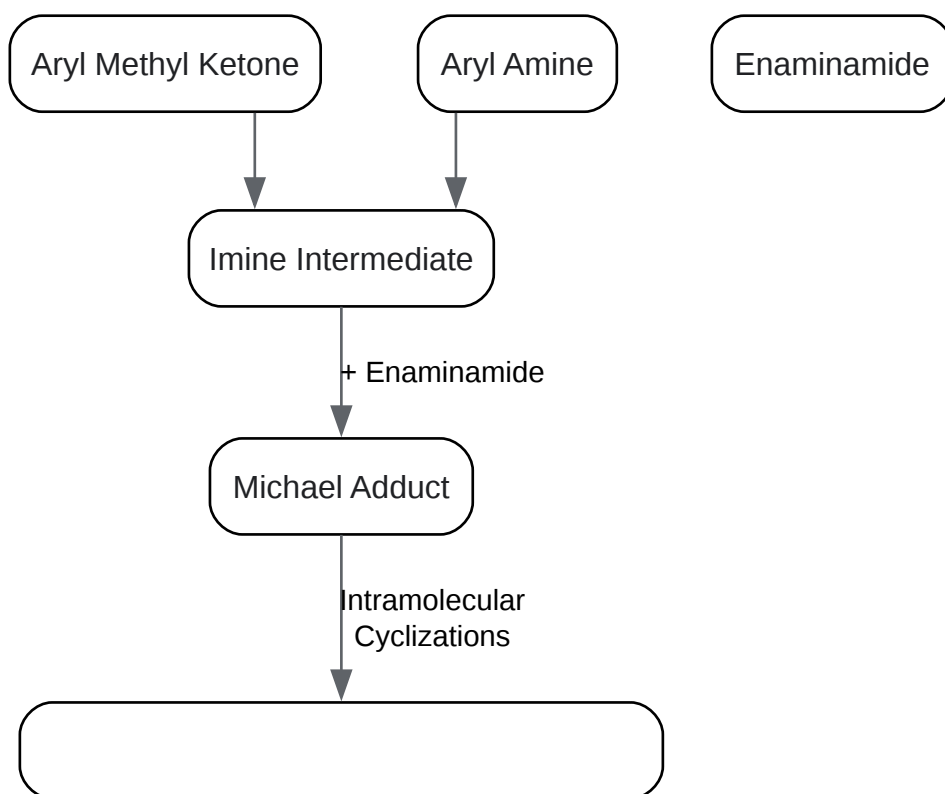 Aryl Methyl Ketone
Aryl Amine
Enaminamide
Imine Intermediate
+ Enaminamide
Michael Adduct
Intramolecular
Cyclizations